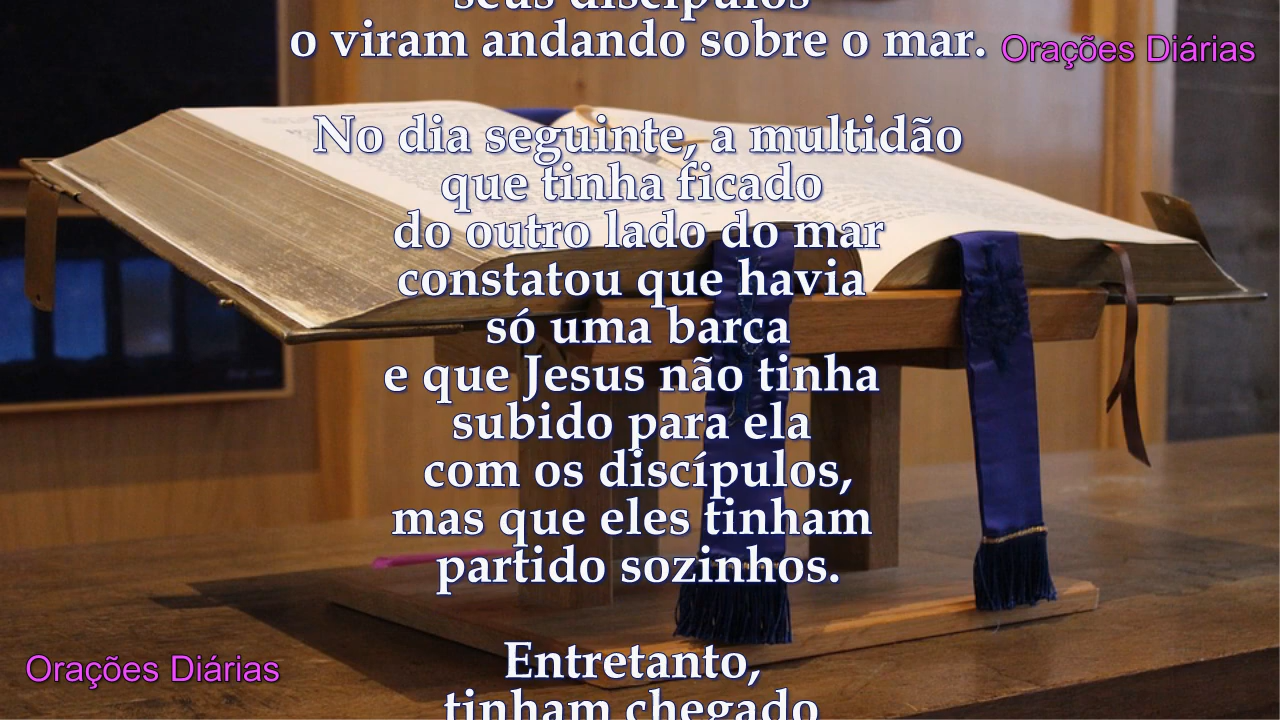 seus discípulos
o viram andando sobre o mar.
Orações Diárias
No dia seguinte, a multidão
que tinha ficado
do outro lado do mar
constatou que havia
só uma barca
e que Jesus não tinha
subido para ela
com os discípulos,
mas que eles tinham
partido sozinhos.
Entretanto,
Orações Diárias
tinham chegado